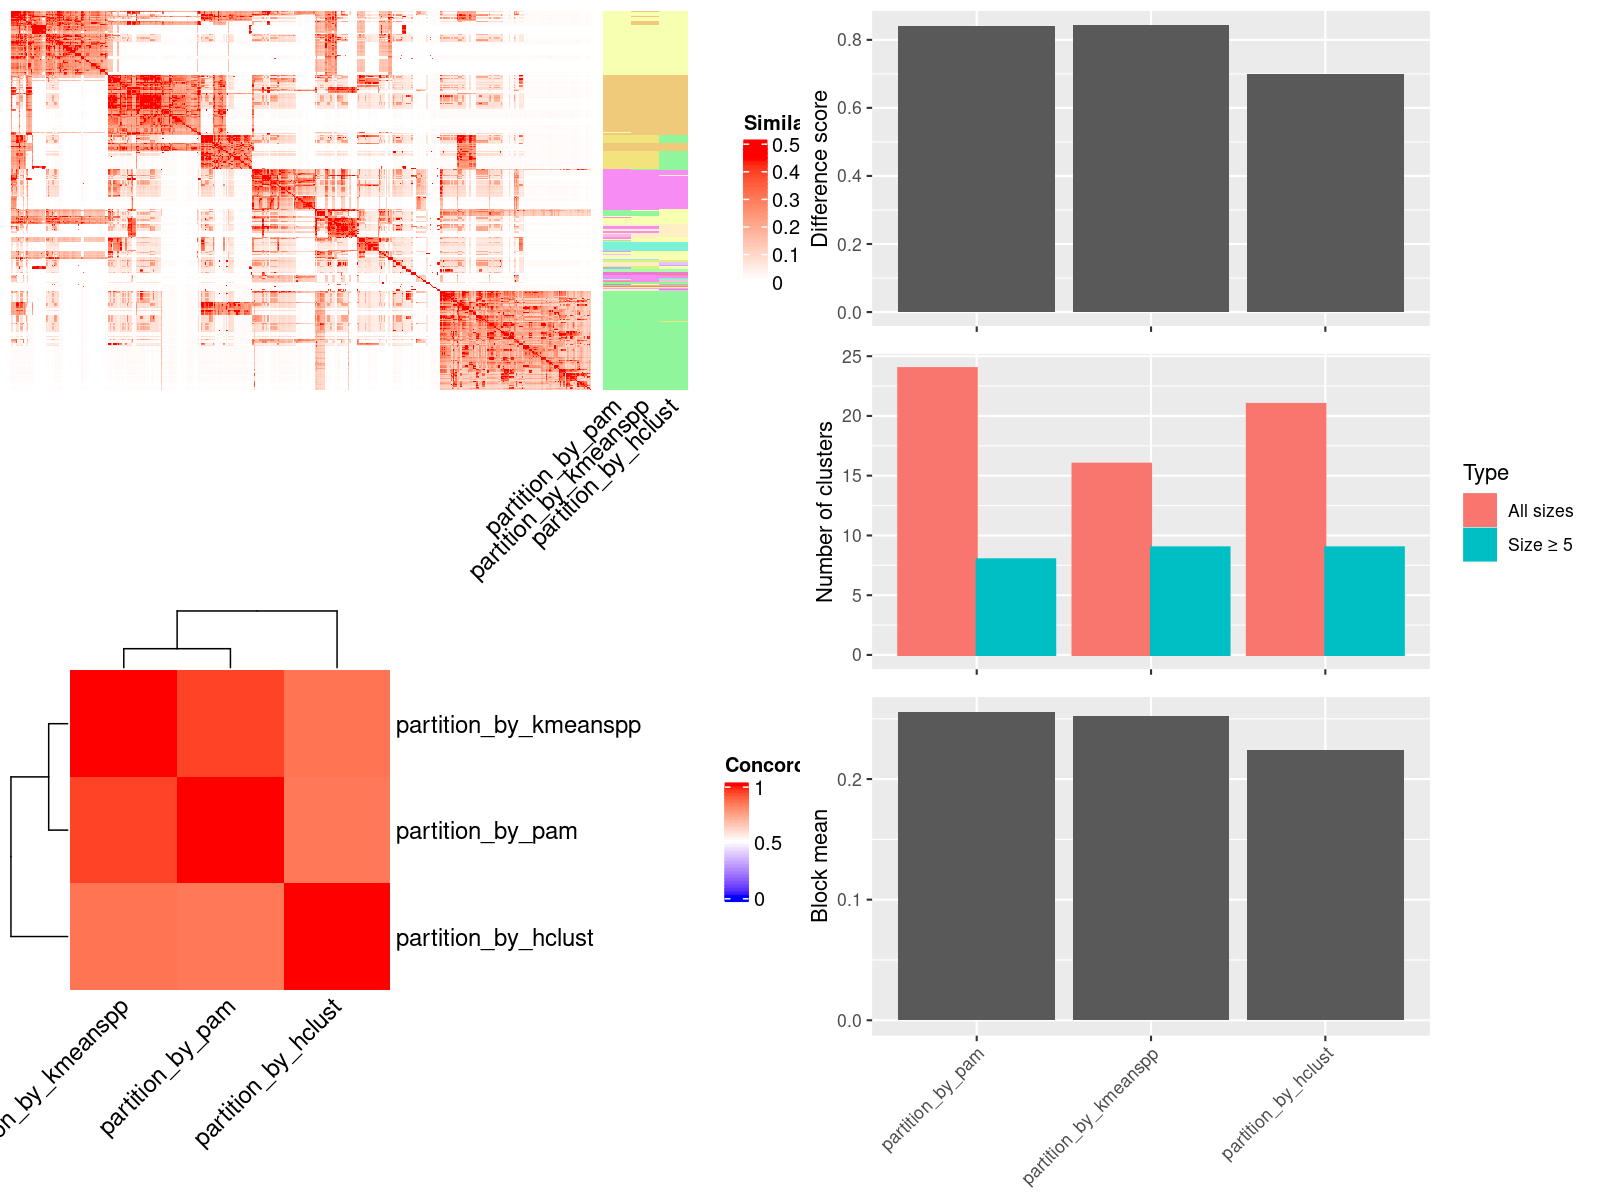 Simila
0.5
0.4
0.3
0.2
0.1
0
partition_by_pam
partition_by_kmeanspp
partition_by_hclust
Difference score
0.8
0.6
0.4
0.2
0.0
Number of clusters
25
20
15
10
5
0
Type
All sizes
Size ≥ 5
partition_by_kmeanspp
partition_by_pam
partition_by_hclust
on_by_kmeanspp
partition_by_pam
partition_by_hclust
Concord
1
0.5
0
Block mean
0.2
0.1
0.0
partition_by_pam
partition_by_kmeanspp
partition_by_hclust